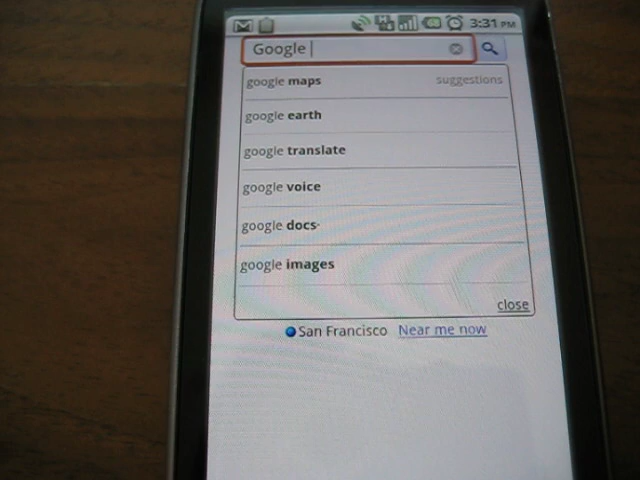 3:31 PM
Google
google maps suggestions
google earth
google translate
google voice
google docs
google images
close
San Francisco Near me now